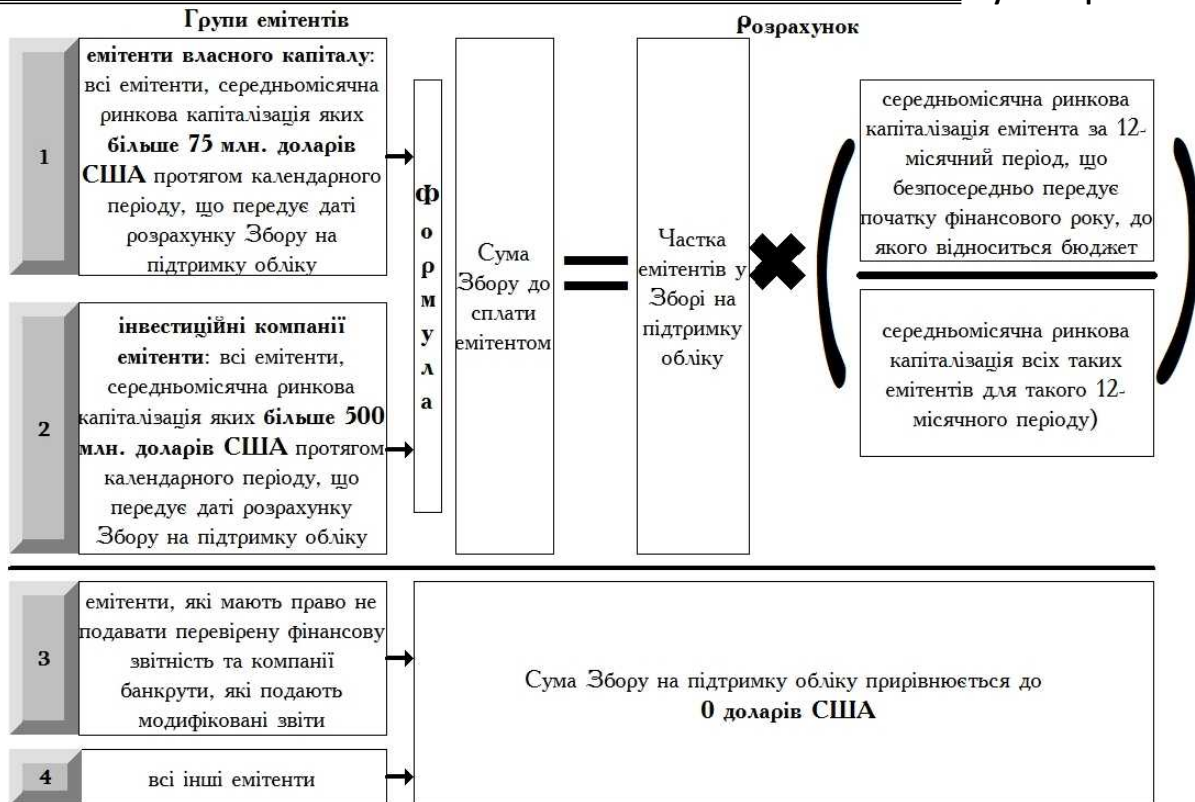 Групи емітентів
Розрахунок
1
емітенти власного капіталу:
всі емітенти, середньомісячна
ринкова капіталізація яких
більше 75 млн. доларів
США протягом календарного
періоду, що передує даті
розрахунку Збору на
підтримку обліку
2
інвестиційні компанії
емітенти: всі емітенти,
середньомісячна ринкова
капіталізація яких більше 500
млн. доларів США протягом
календарного періоду, що
передує даті розрахунку
Збору на підтримку обліку
Ф
о
р
м
у
л
а
Сума
Збору до
сплати
емітентом
=
Частка
емітентів у
Зборі на
підтримку
обліку
×
(
середньомісячна ринкова
капіталізація емітента за 12-
місячний період, що
безпосередньо передує
початку фінансового року, до
якого відноситься бюджет
середньомісячна ринкова
капіталізація всіх таких
емітентів для такого 12-
місячного періоду)
)
3
емітенти, які мають право не
подавати перевірену фінансову
звітність та компанії
банкрути, які подають
модифіковані звіти
4
всі інші емітенти
Сума Збору на підтримку обліку прирівнюється до
0 доларів США